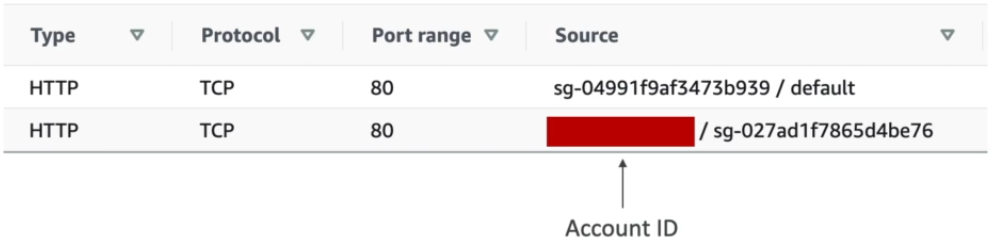 Type Protocol Port range Source
HTTP TCP 80 sg-04991f9af3473b939 / default
HTTP TCP 80 / sg-027ad1f7865d4be76
Account ID